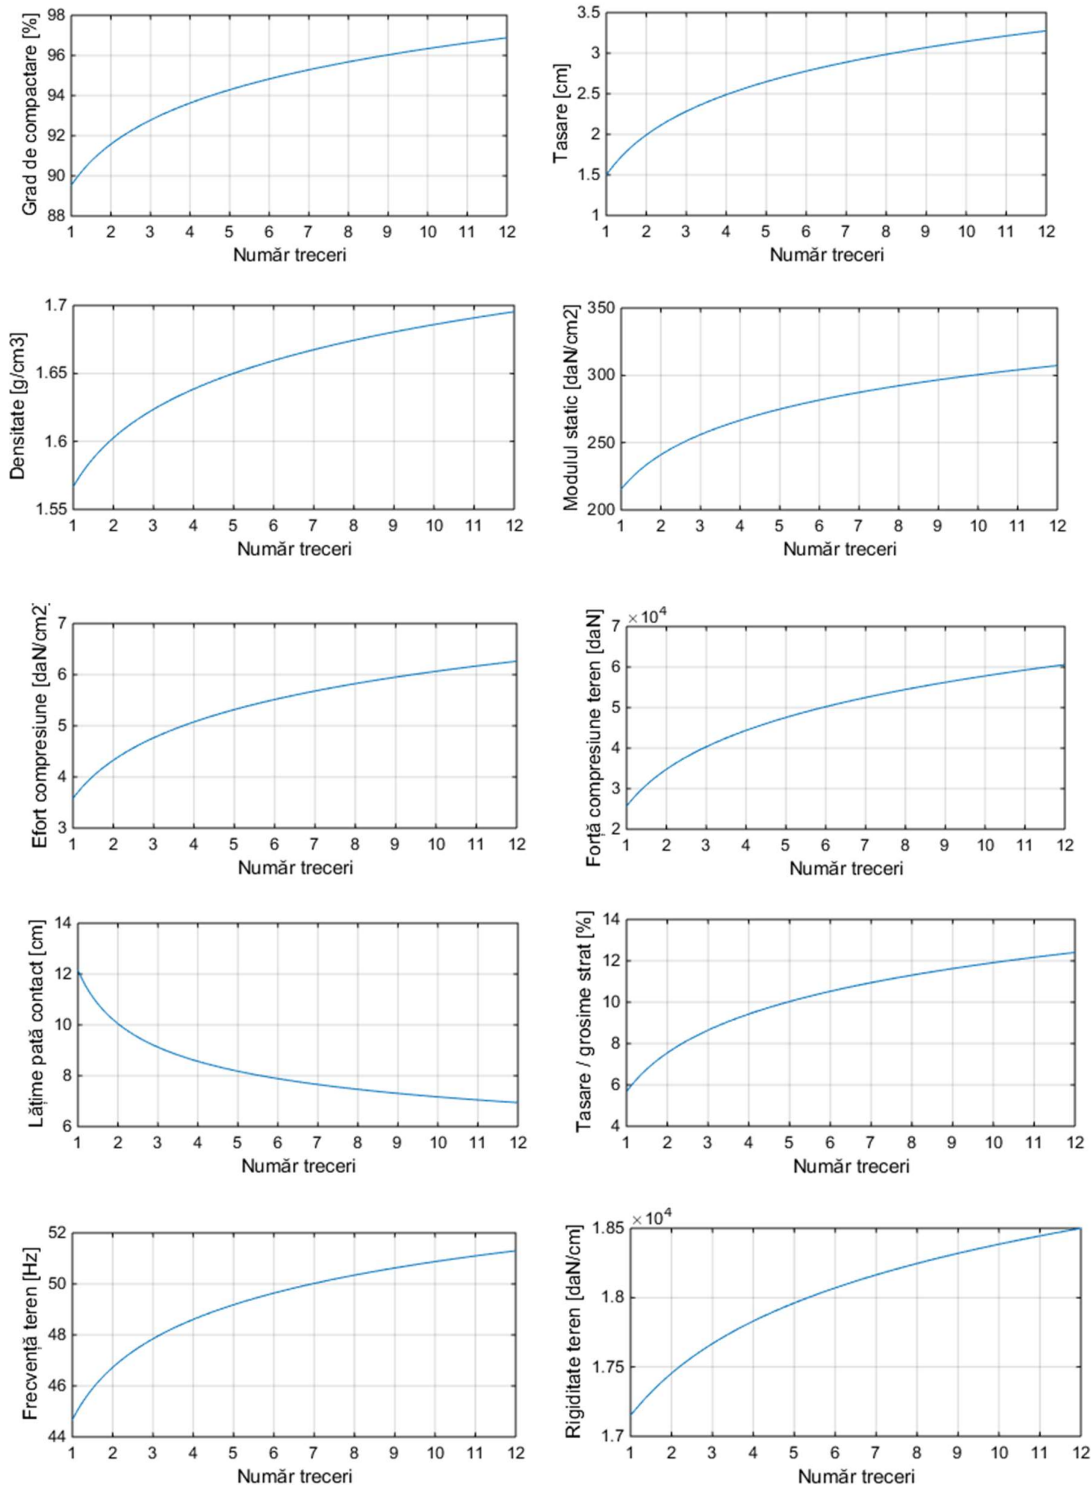 Grad de compactare [%]
98
96
94
92
90
88
1 2 3 4 5 6 7 8 9 10 11 12
Număr treceri
Tasare [cm]
3.5
3
2.5
2
1.5
1
1 2 3 4 5 6 7 8 9 10 11 12
Număr treceri
Densitate [g/cm3]
1.7
1.65
1.6
1.55
1 2 3 4 5 6 7 8 9 10 11 12
Număr treceri
Modulul static [daN/cm2]
350
300
250
200
1 2 3 4 5 6 7 8 9 10 11 12
Număr treceri
Efort compresiune [daN/cm2]
7
6
5
4
3
1 2 3 4 5 6 7 8 9 10 11 12
Număr treceri
Forță compresiune teren [daN]
×10⁴
7
6
5
4
3
2
1 2 3 4 5 6 7 8 9 10 11 12
Număr treceri
Lățime pată contact [cm]
14
12
10
8
6
1 2 3 4 5 6 7 8 9 10 11 12
Număr treceri
Tasare / grosime strat [%]
14
12
10
8
6
4
1 2 3 4 5 6 7 8 9 10 11 12
Număr treceri
Frecvență teren [Hz]
52
50
48
46
44
1 2 3 4 5 6 7 8 9 10 11 12
Număr treceri
Rigiditate teren [daN/cm]
×10⁴
1.85
1.8
1.75
1.7
1 2 3 4 5 6 7 8 9 10 11 12
Număr treceri